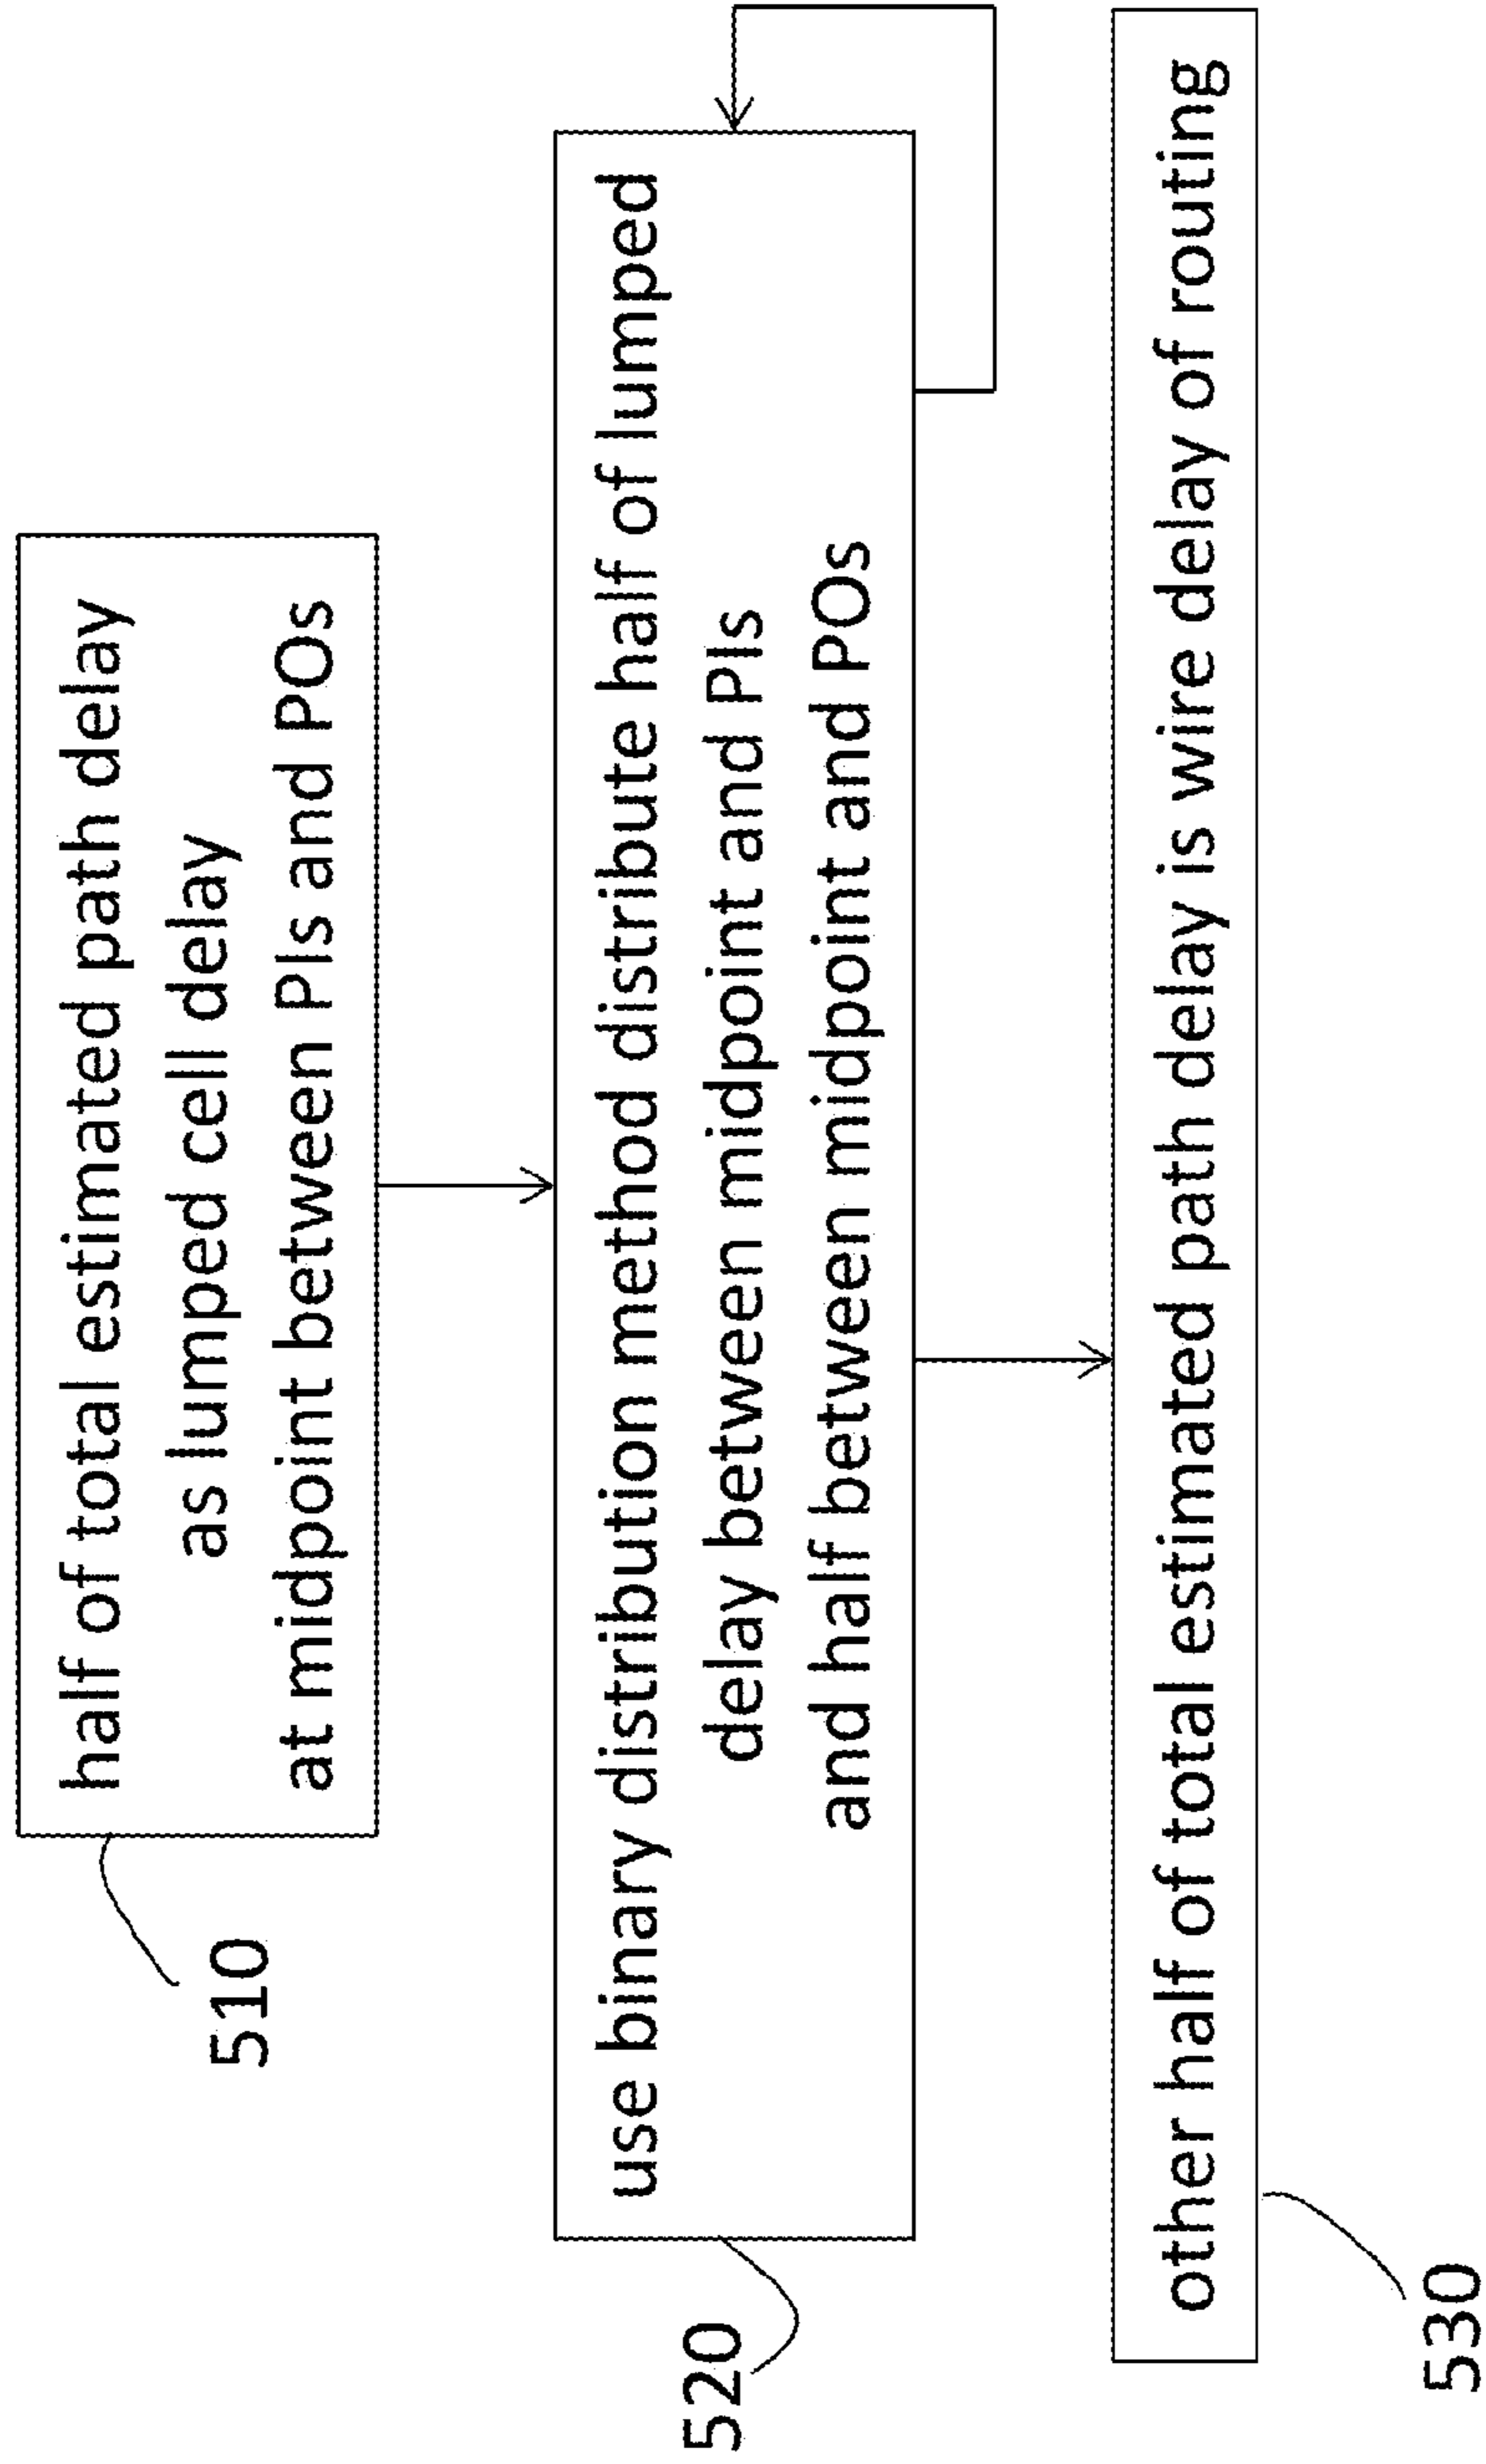 half of total estimated path delay
as lumped cell delay
at midpoint between PIs and POs
510
use binary distribution method distribute half of lumped
delay between midpoint and PIs
and half between midpoint and POs
520
other half of total estimated path delay is wire delay of routing
530